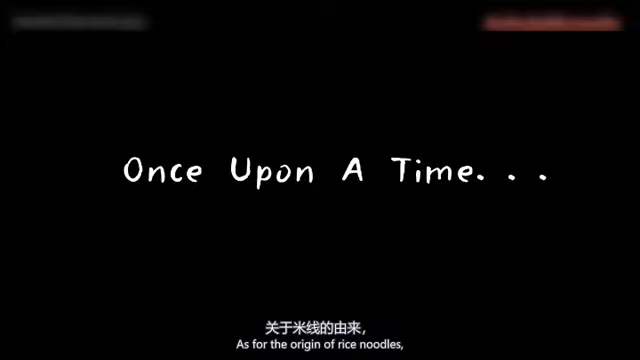 Once Upon A Time. . .
关于米线的由来，
As for the origin of rice noodles,